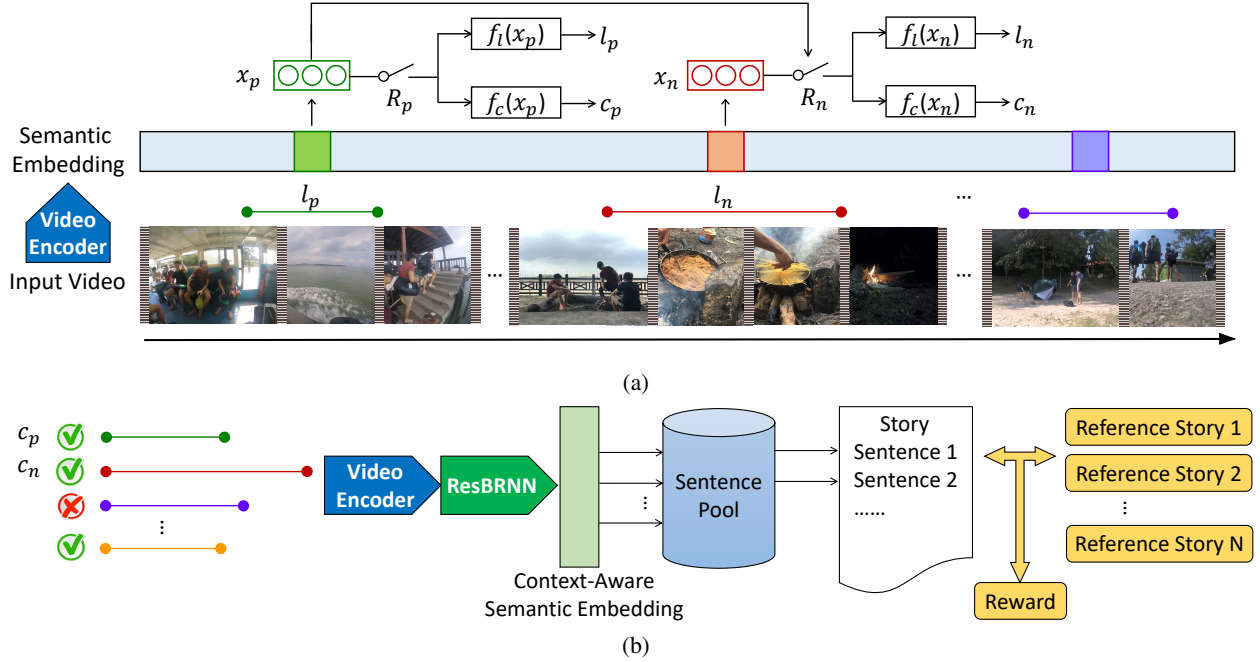 f_l(x_p)
l_p
f_l(x_n)
l_n
x_p
R_p
x_n
R_n
f_c(x_p)
c_p
f_c(x_n)
c_n
Semantic
Embedding
l_p
l_n
...
Video
Encoder
Input Video
...
...
(a)
c_p
c_n
⋮
Video
Encoder
ResBRNN
Context-Aware
Semantic Embedding
⋮
Sentence
Pool
Story
Sentence 1
Sentence 2
......
Reference Story 1
Reference Story 2
⋮
Reference Story N
Reward
(b)